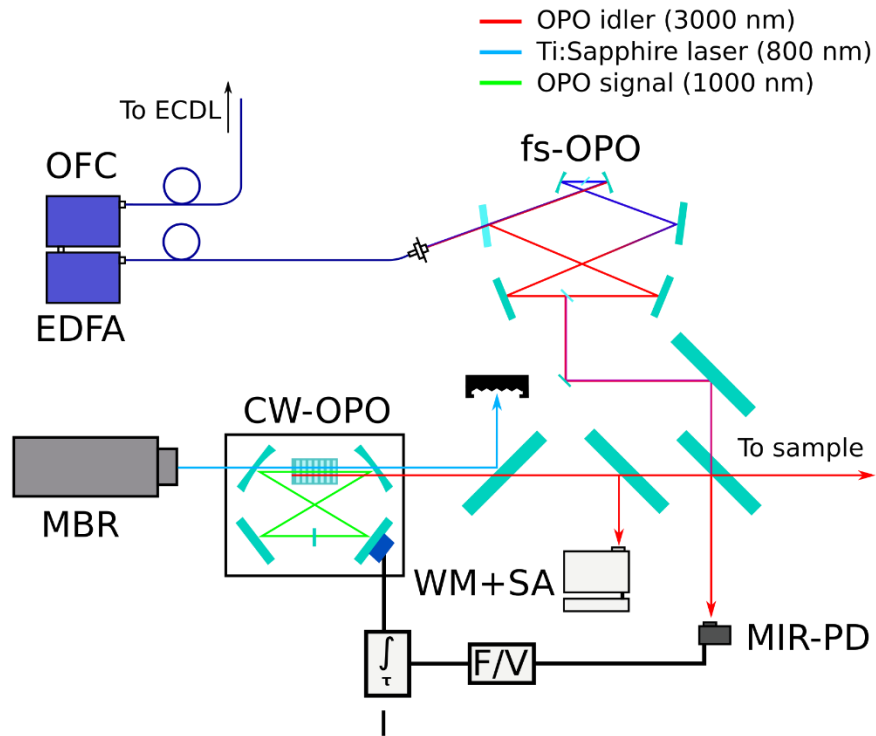 OPO idler (3000 nm)
Ti:Sapphire laser (800 nm)
OPO signal (1000 nm)
To ECDL
OFC
fs-OPO
EDFA
CW-OPO
To sample
MBR
WM+SA
MIR-PD
∫
τ
F/V
I